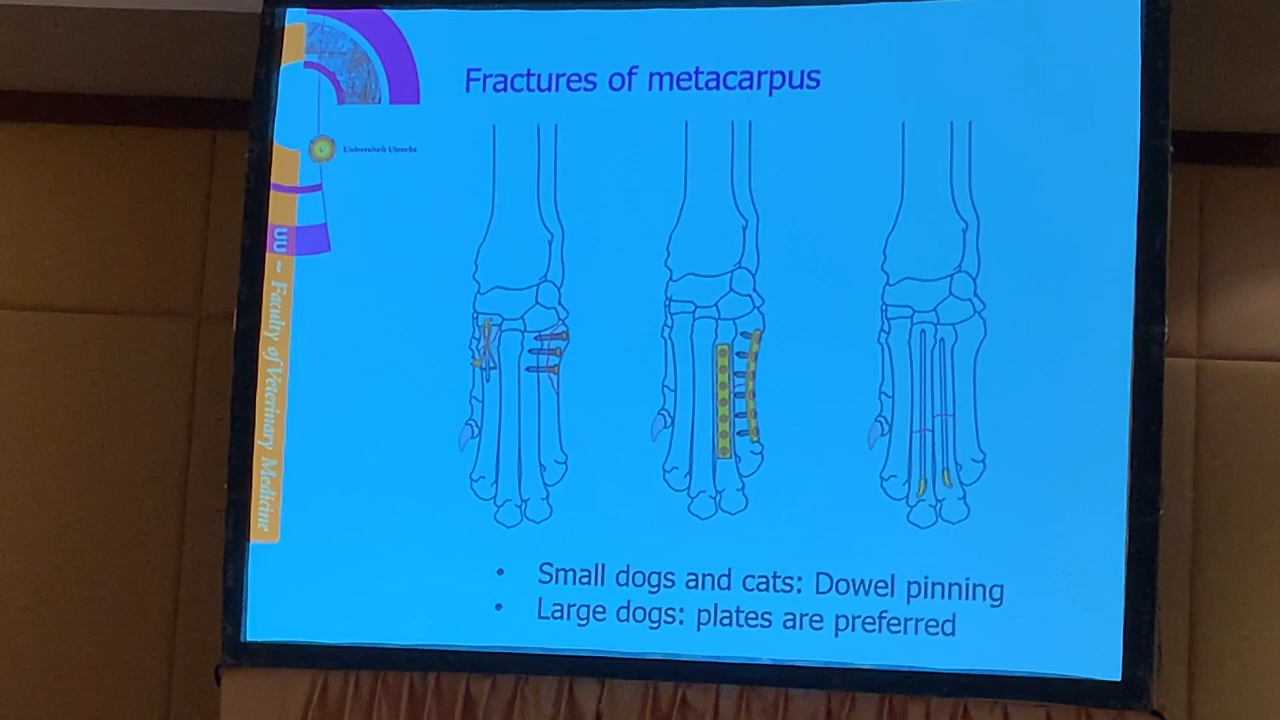 Fractures of metacarpus
Universiteit Utrecht
UU ~ Faculty of Veterinary Medicine
• Small dogs and cats: Dowel pinning
• Large dogs: plates are preferred